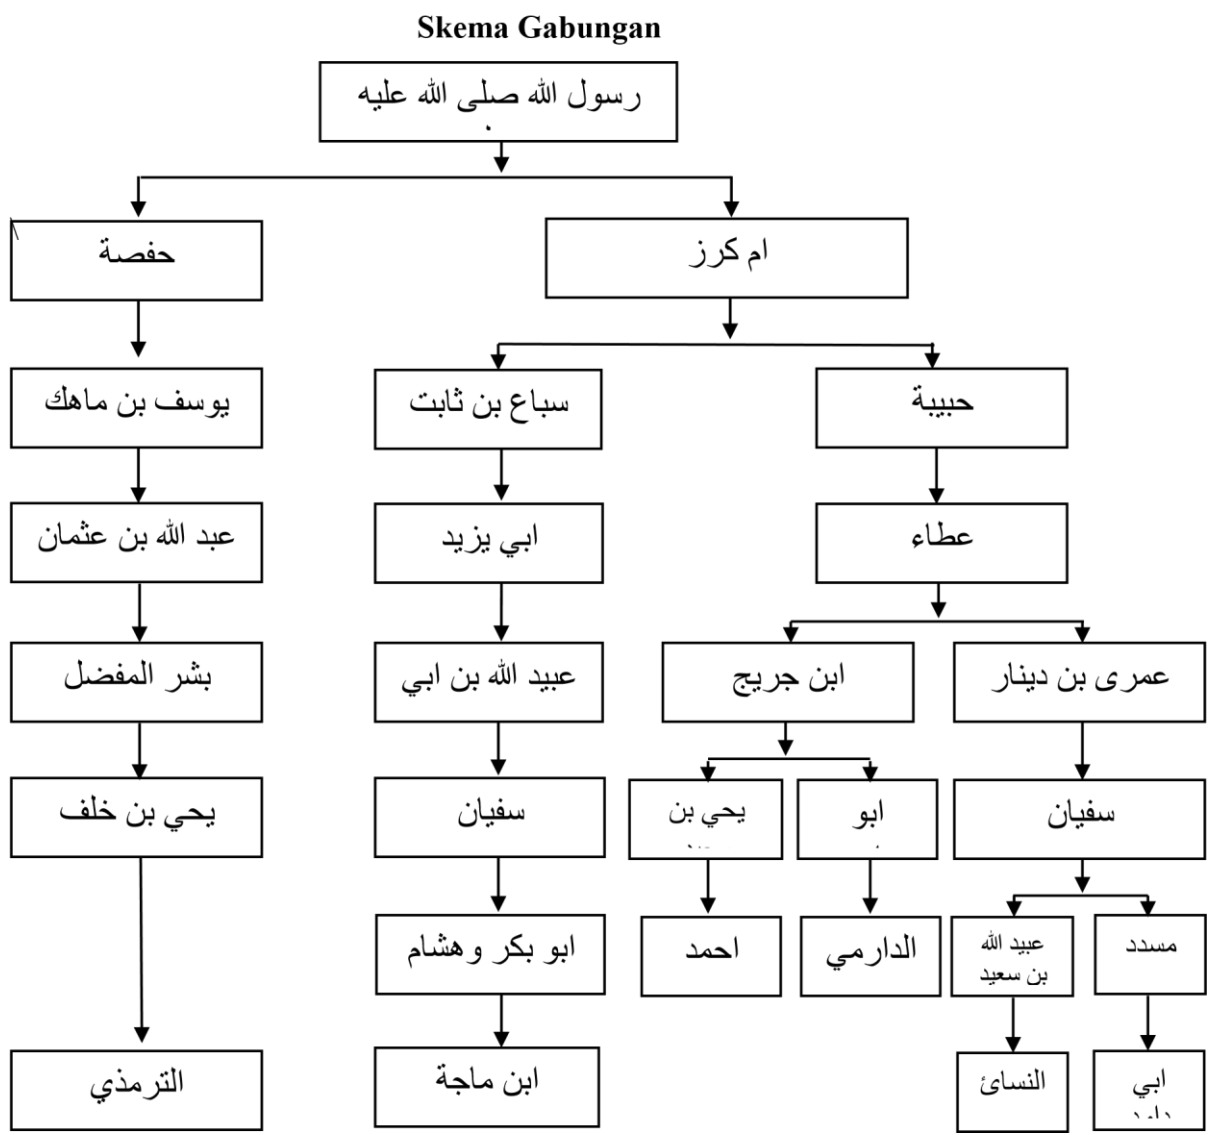 Skema Gabungan
رسول الله صلى الله عليه
حفصة
ام كرز
يوسف بن ماهك
سباع بن ثابت
حبيبة
عبد الله بن عثمان
ابي يزيد
عطاء
بشر المفضل
عبيد الله بن ابي
ابن جريج
عمرى بن دينار
يحي بن خلف
سفيان
يحي بن
ابو
سفيان
ابو بكر وهشام
احمد
الدارمي
عبيد الله
بن سعيد
مسدد
الترمذي
ابن ماجة
النسائ
ابي